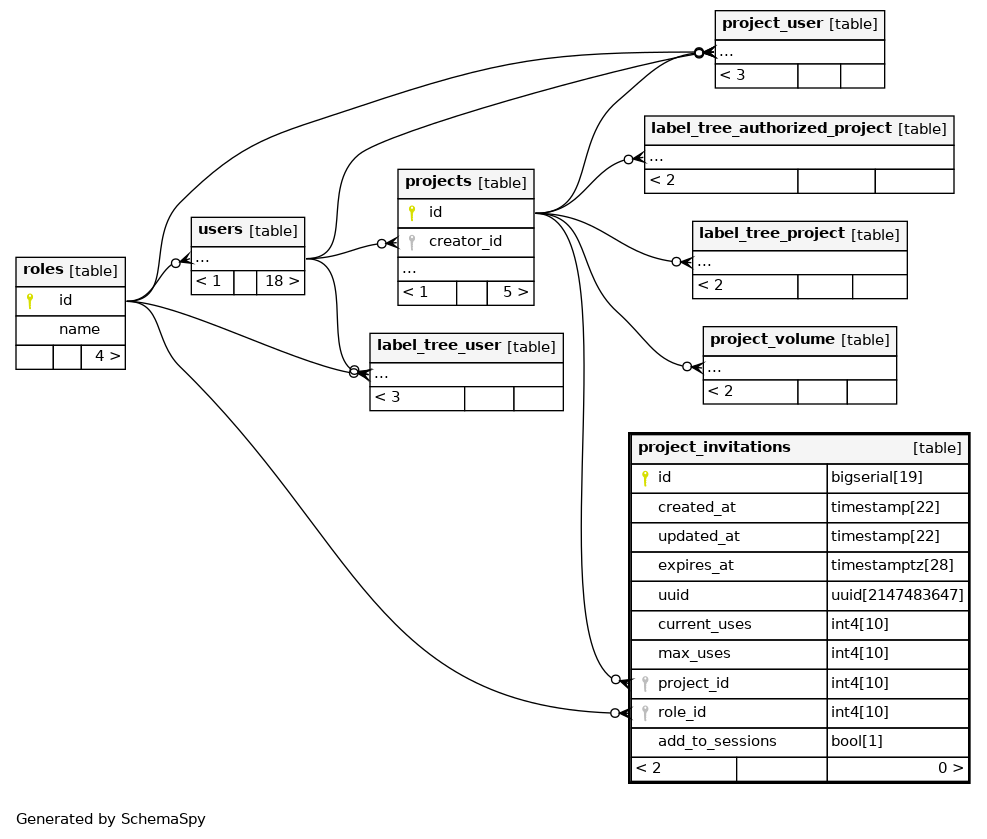 project_user [table]
...
< 3
label_tree_authorized_project [table]
...
< 2
projects [table]
id
creator_id
...
< 1 5 >
users [table]
...
< 1 18 >
label_tree_project [table]
...
< 2
roles [table]
id
name
4 >
label_tree_user [table]
...
< 3
project_volume [table]
...
< 2
project_invitations [table]
id bigserial[19]
created_at timestamp[22]
updated_at timestamp[22]
expires_at timestamptz[28]
uuid uuid[2147483647]
current_uses int4[10]
max_uses int4[10]
project_id int4[10]
role_id int4[10]
add_to_sessions bool[1]
< 2 0 >
Generated by SchemaSpy